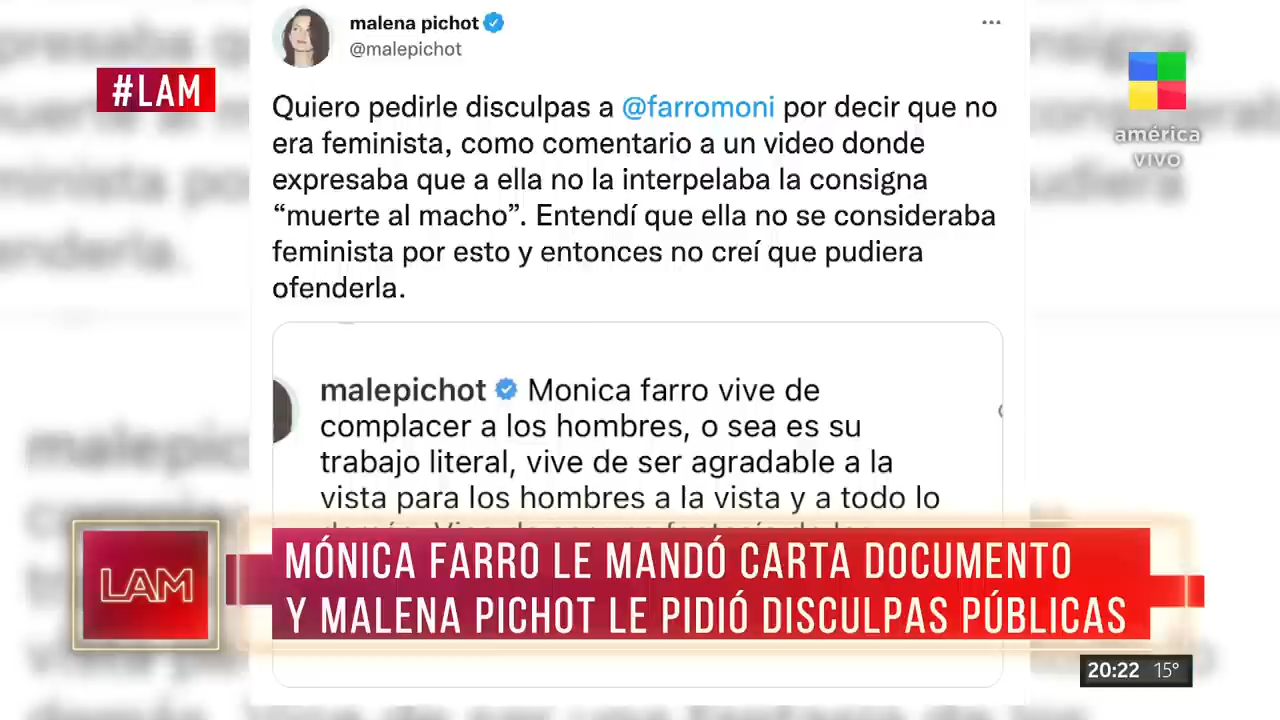 malena pichot
@malepichot
#LAM
américa
VIVO
Quiero pedirle disculpas a @farromoni por decir que no
era feminista, como comentario a un video donde
expresaba que a ella no la interpelaba la consigna
“muerte al macho”. Entendí que ella no se consideraba
feminista por esto y entonces no creí que pudiera
ofenderla.
malepichot Monica farro vive de
complacer a los hombres, o sea es su
trabajo literal, vive de ser agradable a la
vista para los hombres a la vista y a todo lo
LAM
MÓNICA FARRO LE MANDÓ CARTA DOCUMENTO
Y MALENA PICHOT LE PIDIÓ DISCULPAS PÚBLICAS
20:22 15°